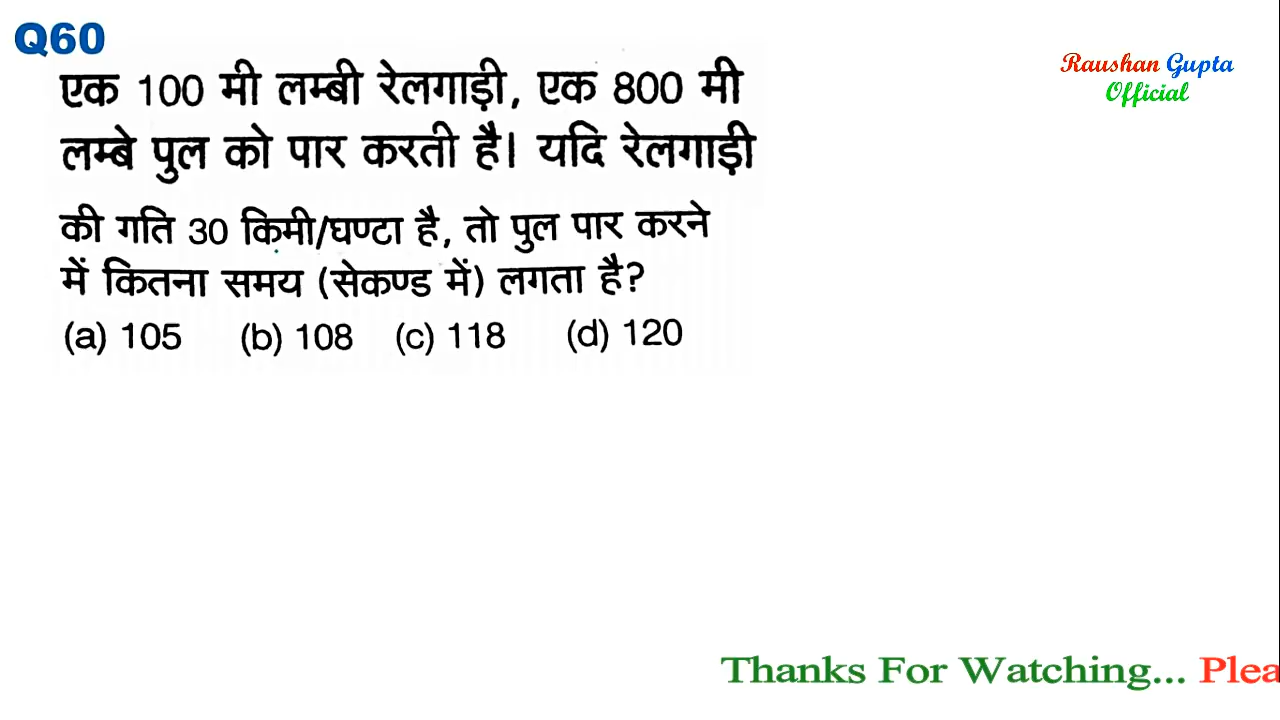 Q60
Raushan Gupta
Official
एक 100 मी लम्बी रेलगाड़ी, एक 800 मी
लम्बे पुल को पार करती है। यदि रेलगाड़ी
की गति 30 किमी/घण्टा है, तो पुल पार करने
में कितना समय (सेकण्ड में) लगता है?
(a) 105 (b) 108 (c) 118 (d) 120
Thanks For Watching... Plea